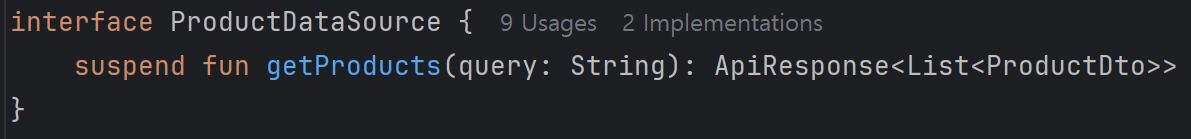 interface ProductDataSource { 9 Usages 2 Implementations
    suspend fun getProducts(query: String): ApiResponse<List<ProductDto>>
}